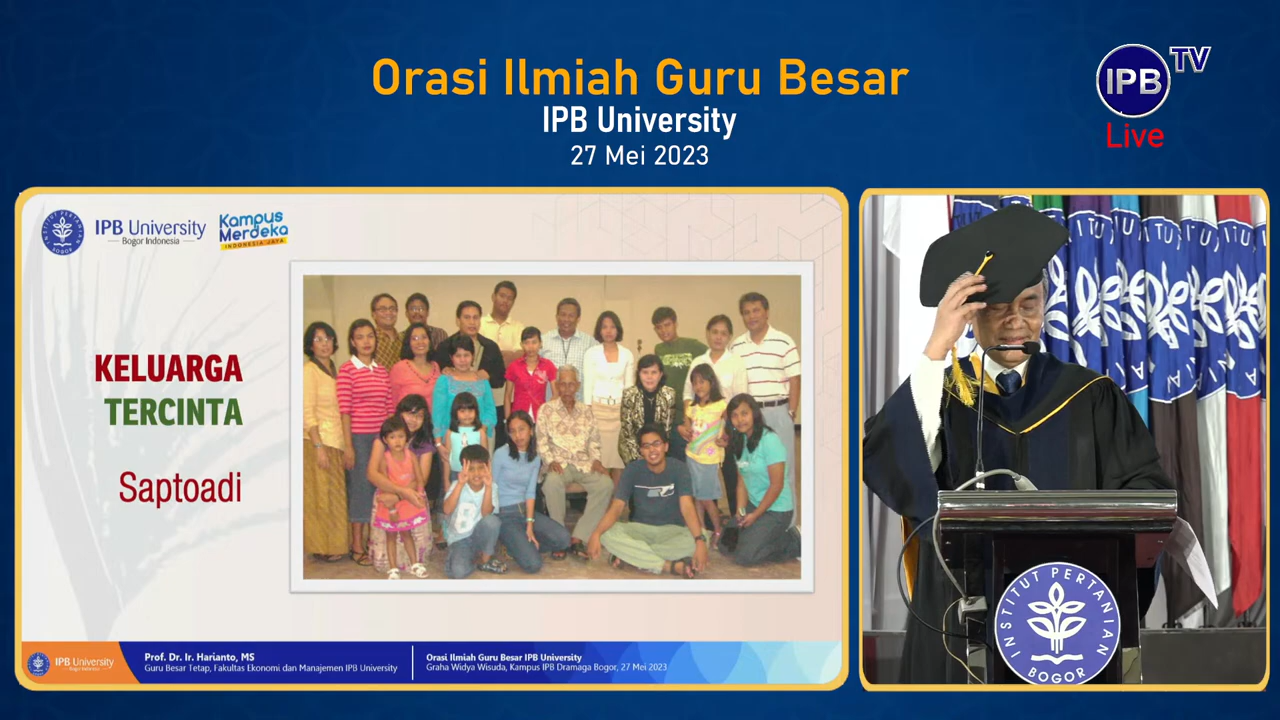 Orasi Ilmiah Guru Besar
IPB University
27 Mei 2023
IPB TV
Live
INSTITUT PERTANIAN
BOGOR
IPB University
Bogor Indonesia
Kampus
Merdeka
INDONESIA JAYA
KELUARGA
TERCINTA
Saptoadi
IPB University
Prof. Dr. Ir. Harianto, MS
Guru Besar Tetap, Fakultas Ekonomi dan Manajemen IPB University
Orasi Ilmiah Guru Besar IPB University
Graha Widya Wisuda, Kampus IPB Dramaga Bogor, 27 Mei 2023
INSTITUT PERTANIAN
BOGOR